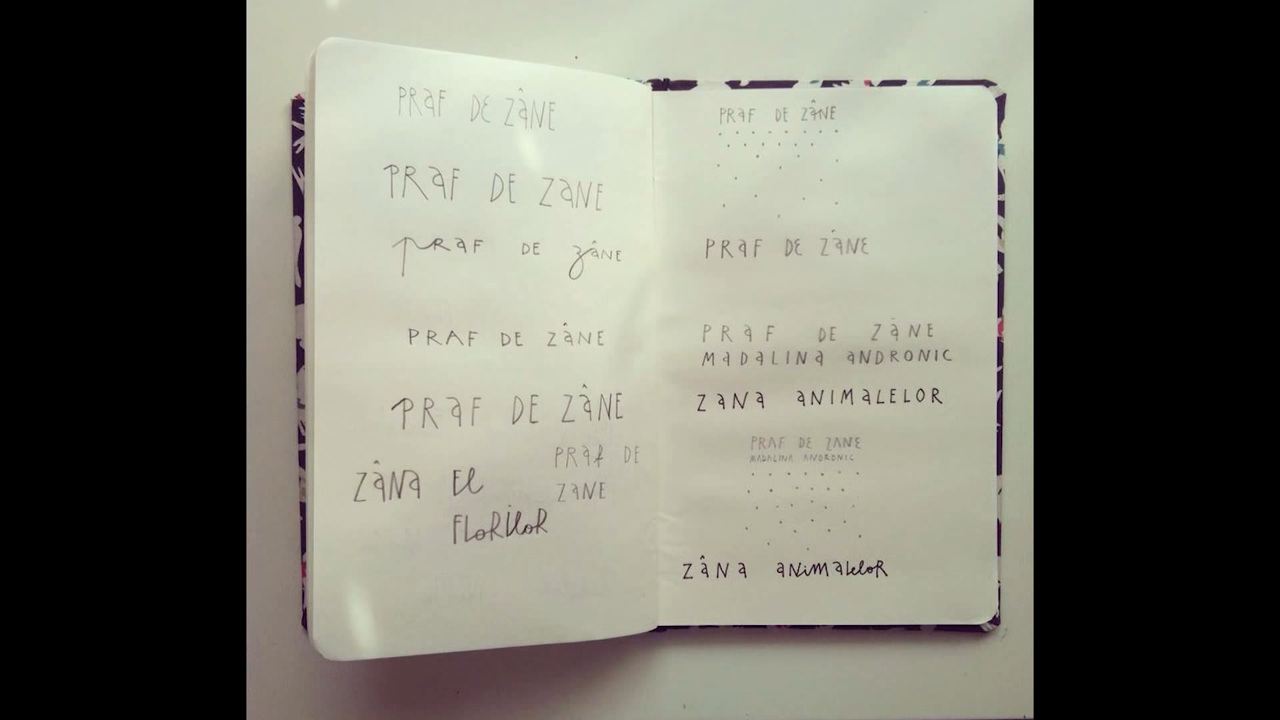 PRaF DE ZâNE
PRaF DE ZaNE
PRaF DE zâNE
PRAF DE ZâNE
PRaF DE ZâNE
PRaf DE
ZaNE
ZâNa El
FloRiloR
PRaF DE ZâNE
PRaF DE ZâNE
PRaF DE ZâNE
MaDaLINa aNDRONIC
ZaNa aNIMaLELOR
PRAF DE ZANE
MADALINA ANDRONIC
ZâNa aNiMaleloR